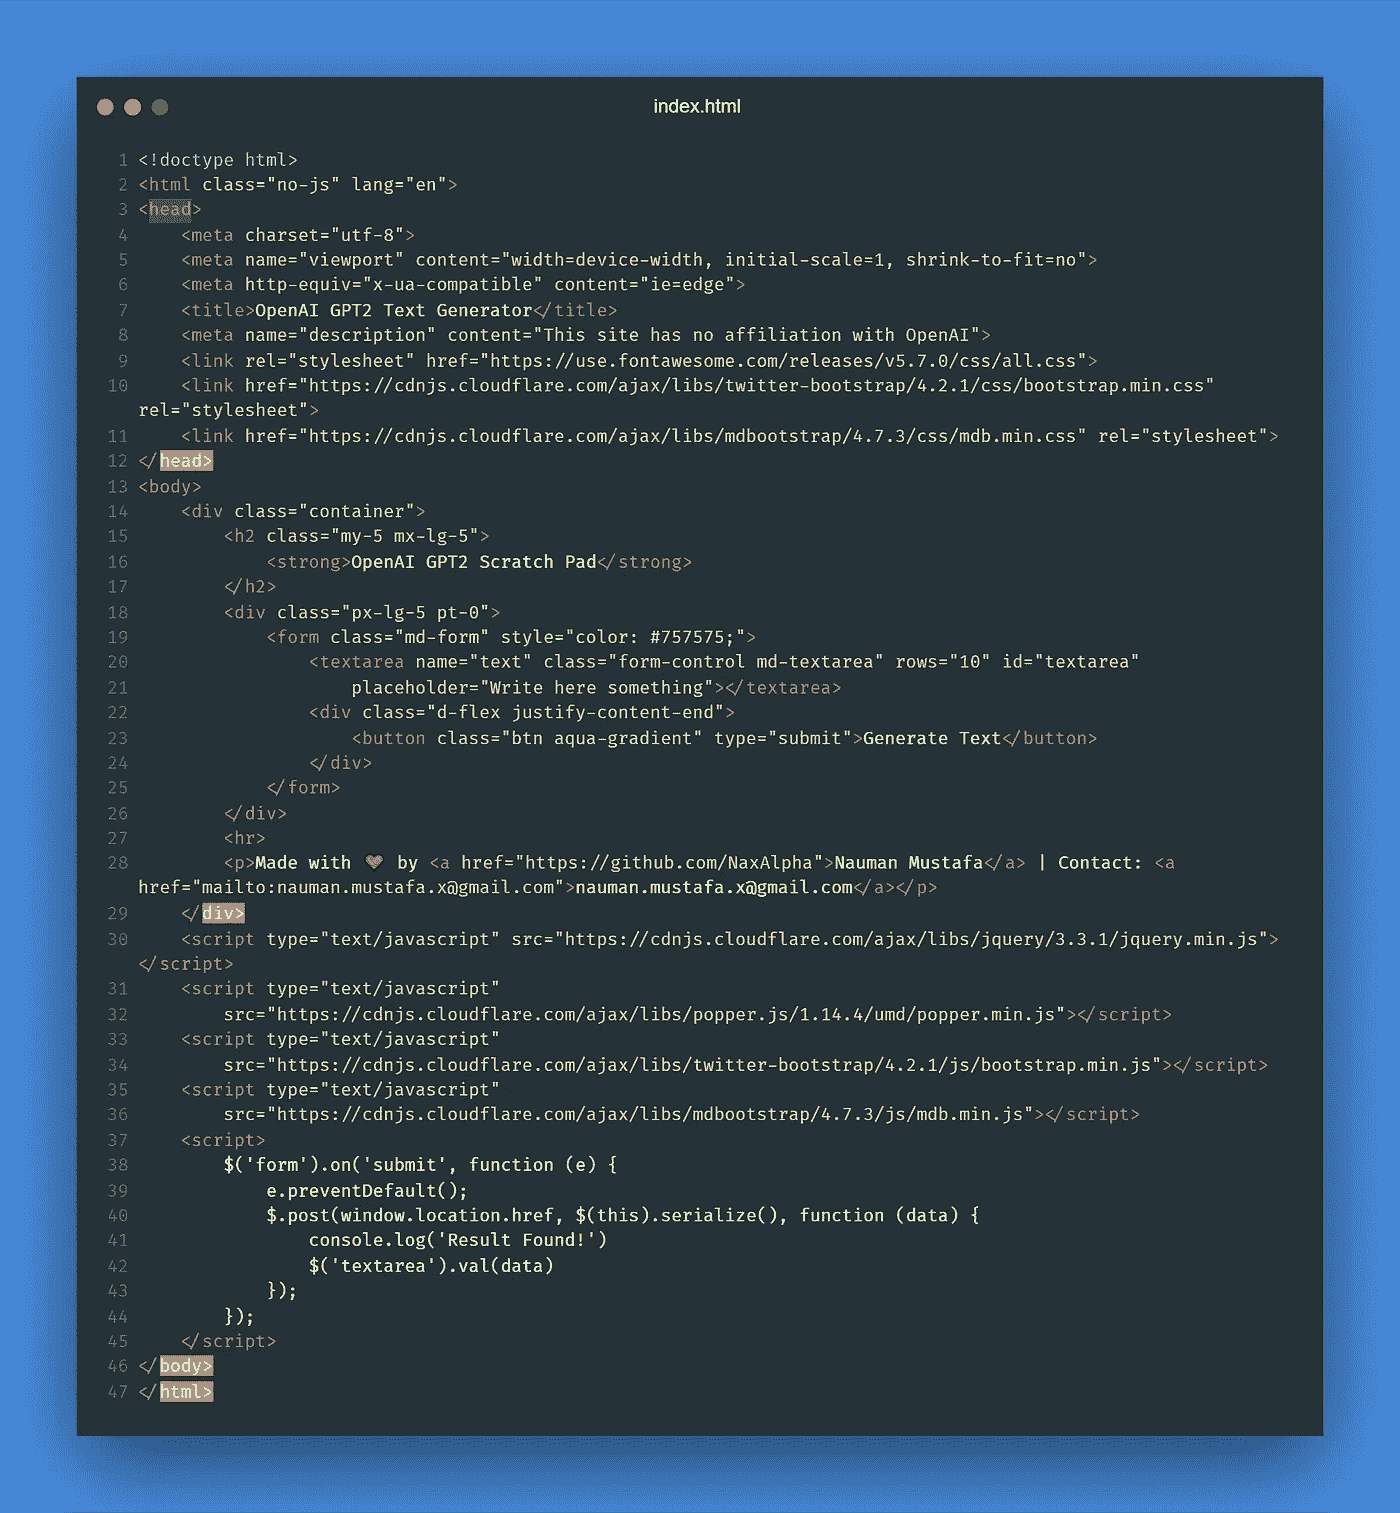 index.html
1 <!doctype html>
2 <html class="no-js" lang="en">
3 <head>
4     <meta charset="utf-8">
5     <meta name="viewport" content="width=device-width, initial-scale=1, shrink-to-fit=no">
6     <meta http-equiv="x-ua-compatible" content="ie=edge">
7     <title>OpenAI GPT2 Text Generator</title>
8     <meta name="description" content="This site has no affiliation with OpenAI">
9     <link rel="stylesheet" href="https://use.fontawesome.com/releases/v5.7.0/css/all.css">
10     <link href="https://cdnjs.cloudflare.com/ajax/libs/twitter-bootstrap/4.2.1/css/bootstrap.min.css"
rel="stylesheet">
11     <link href="https://cdnjs.cloudflare.com/ajax/libs/mdbootstrap/4.7.3/css/mdb.min.css" rel="stylesheet">
12 </head>
13 <body>
14     <div class="container">
15         <h2 class="my-5 mx-lg-5">
16             <strong>OpenAI GPT2 Scratch Pad</strong>
17         </h2>
18         <div class="px-lg-5 pt-0">
19             <form class="md-form" style="color: #757575;">
20                 <textarea name="text" class="form-control md-textarea" rows="10" id="textarea"
21                     placeholder="Write here something"></textarea>
22                 <div class="d-flex justify-content-end">
23                     <button class="btn aqua-gradient" type="submit">Generate Text</button>
24                 </div>
25             </form>
26         </div>
27         <hr>
28         <p>Made with 🤎 by <a href="https://github.com/NaxAlpha">Nauman Mustafa</a> | Contact: <a
href="mailto:nauman.mustafa.x@gmail.com">nauman.mustafa.x@gmail.com</a></p>
29     </div>
30     <script type="text/javascript" src="https://cdnjs.cloudflare.com/ajax/libs/jquery/3.3.1/jquery.min.js">
</script>
31     <script type="text/javascript"
32         src="https://cdnjs.cloudflare.com/ajax/libs/popper.js/1.14.4/umd/popper.min.js"></script>
33     <script type="text/javascript"
34         src="https://cdnjs.cloudflare.com/ajax/libs/twitter-bootstrap/4.2.1/js/bootstrap.min.js"></script>
35     <script type="text/javascript"
36         src="https://cdnjs.cloudflare.com/ajax/libs/mdbootstrap/4.7.3/js/mdb.min.js"></script>
37     <script>
38         $('form').on('submit', function (e) {
39             e.preventDefault();
40             $.post(window.location.href, $(this).serialize(), function (data) {
41                 console.log('Result Found!')
42                 $('textarea').val(data)
43             });
44         });
45     </script>
46 </body>
47 </html>